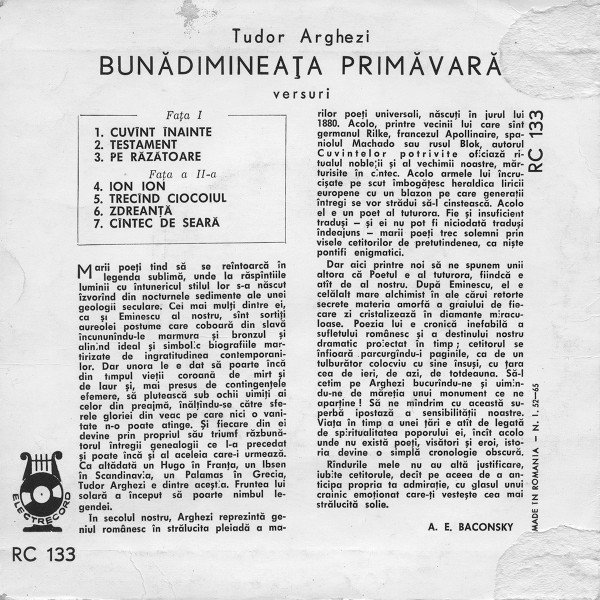 Tudor Arghezi
BUNĂDIMINEAŢA PRIMĂVARĂ
versuri
Faţa I
1. CUVÎNT ÎNAINTE
2. TESTAMENT
3. PE RĂZĂTOARE
Faţa a II-a
4. ION ION
5. TRECÎND CIOCOIUL
6. ZDREANŢĂ
7. CÎNTEC DE SEARĂ
Marii poeţi tind să se reîntoarcă în
legenda sublimă, unde la răspîntiile
luminii cu întunericul stilul lor s-a născut
izvorînd din nocturnele sedimente ale unei
geologii seculare. Cei mai mulţi dintre ei,
ca şi Eminescu al nostru, sînt sortiţi
aureolei postume care coboară din slavă
încununîndu-le marmura şi bronzul şi
alinînd ideal şi simbolic biografiile mar-
tirizate de ingratitudinea contemporani-
lor. Dar unora le e dat să poarte încă
din timpul vieţii coroană de mirt şi
de laur şi, mai presus de contingenţele
efemere, să plutească sub ochii uimiţi ai
celor din preajmă, înălţîndu-se către sfe-
rele gloriei din veac pe care nici o vani-
tate n-o poate atinge. Şi fiecare din ei
devine prin propriul său triumf răzbună-
torul întregii genealogii ce l-a precedat
şi poate încă şi al aceleia care-i urmează.
Ca altădată un Hugo în Franţa, un Ibsen
în Scandinavia, un Palamas în Grecia,
Tudor Arghezi e dintre aceştia. Fruntea lui
solară a început să poarte nimbul le-
gendei.
În secolul nostru, Arghezi reprezintă ge-
niul românesc în strălucita pleiadă a ma-
rilor poeţi universali, născuţi în jurul lui
1880. Acolo, printre vecinii lui care sînt
germanul Rilke, francezul Apollinaire, spa-
niolul Machado sau rusul Blok, autorul
Cuvintelor potrivite oficiază ri-
tualul nobleţii şi al vechimii noastre, măr-
turisite în cîntec. Acolo armele lui încru-
cişate pe scut îmbogăţesc heraldica liricii
europene cu un blazon pe care generaţii
întregi se vor strădui să-l cinstească. Acolo
el e un poet al tuturora. Fie şi insuficient
traduşi – şi ei nu pot fi niciodată traduşi
îndeajuns – marii poeţi trec solemni prin
visele cetitorilor de pretutindenea, ca nişte
pontifi enigmatici.
Dar aici printre noi să ne spunem unii
altora că Poetul e al tuturora, fiindcă e
atît de al nostru. După Eminescu, el e
celălalt mare alchimist în ale cărui retorte
secrete materia amorfă a graiului de fie-
care zi cristalizează în diamante miracu-
loase. Poezia lui e cronica inefabilă a
sufletului românesc şi a destinului nostru
dramatic proiectat în timp; cetitorul se
înfioară parcurgîndu-i paginile, ca de un
tulburător colocviu cu sine însuşi, cu ţara
cea de ieri, de azi, de totdeauna. Să-l
cetim pe Arghezi bucurîndu-ne şi uimin-
du-ne de măreţia unui monument ce ne
aparţine! Să ne mîndrim cu această su-
perbă ipostază a sensibilităţii noastre.
Viaţa în timp a unei ţări e atît de legată
de spiritualitatea poporului ei, încît acolo
unde nu există poeţi, visători şi eroi, isto-
ria devine o simplă cronologie obscură.
Rîndurile mele nu au altă justificare,
iubite cetitorule, decît pe aceea de a an-
ticipa propria ta admiraţie, cu glasul unui
crainic emoţionat care-ţi vesteşte cea mai
strălucită solie.
A. E. BACONSKY
RC 133
MADE IN ROMANIA – N. I. 62–65
ELECTRECORD
RC 133